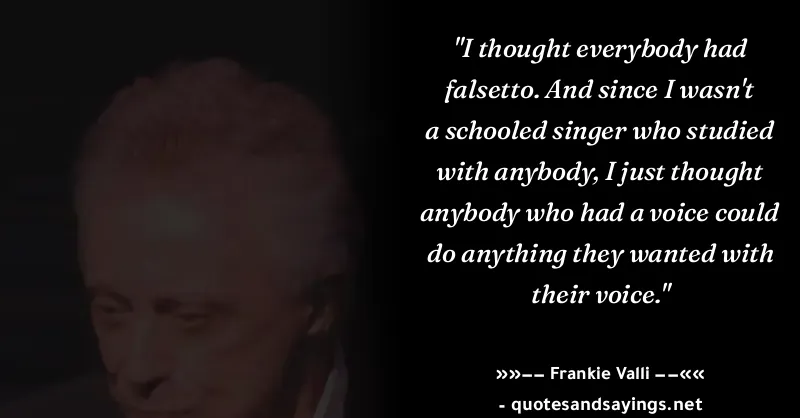 "I thought everybody had
falsetto. And since I wasn't
a schooled singer who studied
with anybody, I just thought
anybody who had a voice could
do anything they wanted with
their voice."
»»−− Frankie Valli −−««
- quotesandsayings.net